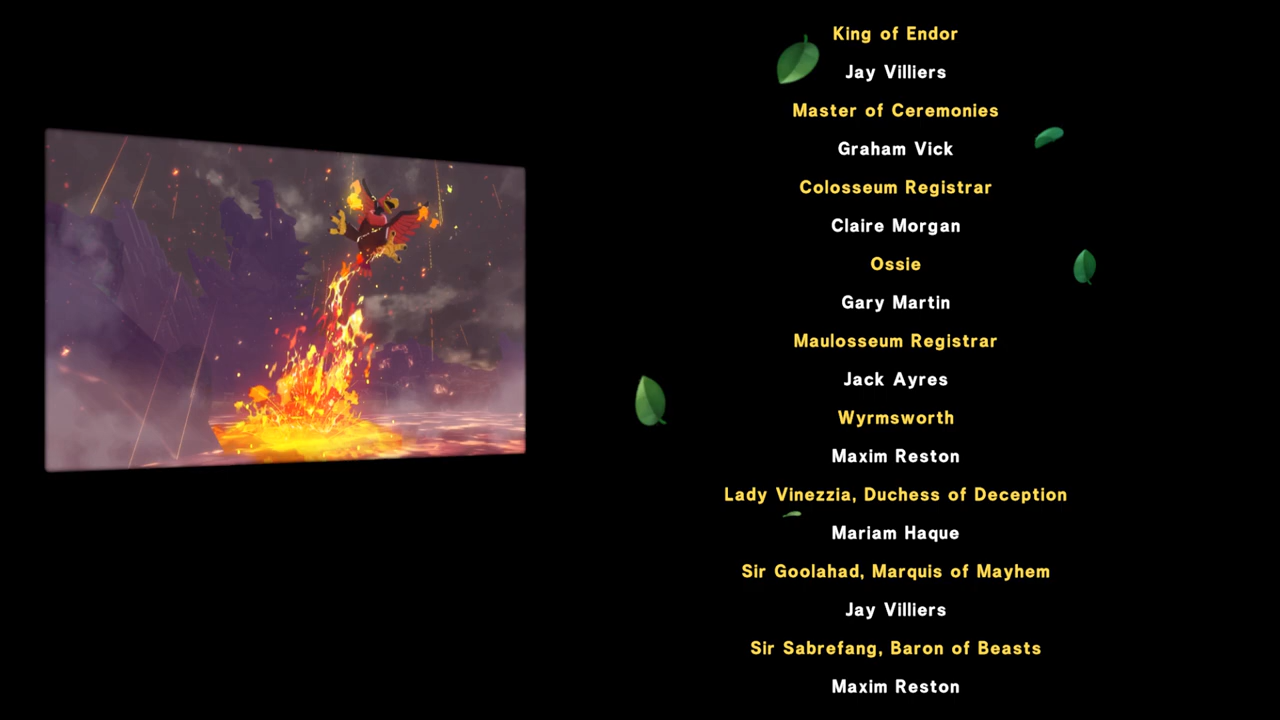 King of Endor
Jay Villiers
Master of Ceremonies
Graham Vick
Colosseum Registrar
Claire Morgan
Ossie
Gary Martin
Maulosseum Registrar
Jack Ayres
Wyrmsworth
Maxim Reston
Lady Vinezzia, Duchess of Deception
Mariam Haque
Sir Goolahad, Marquis of Mayhem
Jay Villiers
Sir Sabrefang, Baron of Beasts
Maxim Reston